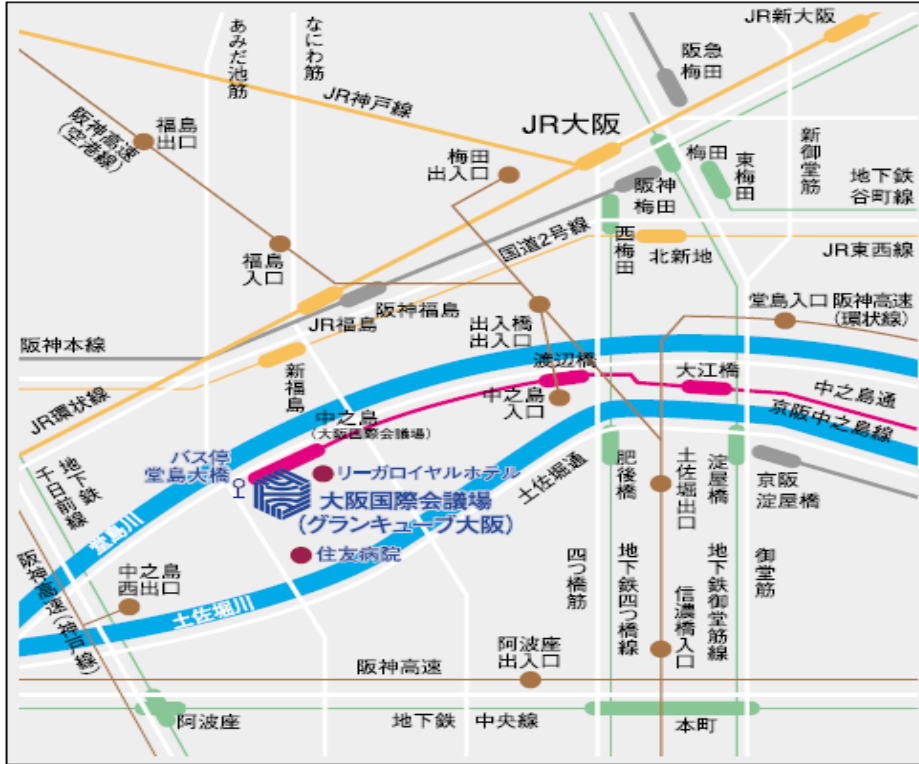 JR新大阪
あみだ池筋
なにわ筋
阪急
梅田
JR神戸線
阪神高速
(空港線)
福島
出口
JR大阪
梅田
出入口
梅田
東梅田
新御堂筋
地下鉄
谷町線
阪神
梅田
国道2号線
西梅田
北新地
JR東西線
福島
入口
阪神福島
JR福島
出入橋
出入口
堂島入口
阪神高速
(環状線)
阪神本線
新福島
渡辺橋
大江橋
中之島
入口
中之島通
京阪中之島線
JR環状線
中之島
(大阪国際会議場)
バス停
堂島大橋
リーガロイヤルホテル
大阪国際会議場
(グランキューブ大阪)
住友病院
地下鉄
千日前線
堂島川
土佐堀通
肥後橋
土佐堀出口
淀屋橋
京阪
淀屋橋
阪神高速(神戸線)
中之島
西出口
土佐堀川
四つ橋筋
地下鉄四つ橋線
信濃橋入口
地下鉄御堂筋線
御堂筋
阪神高速
阿波座
出入口
阿波座
地下鉄 中央線
本町